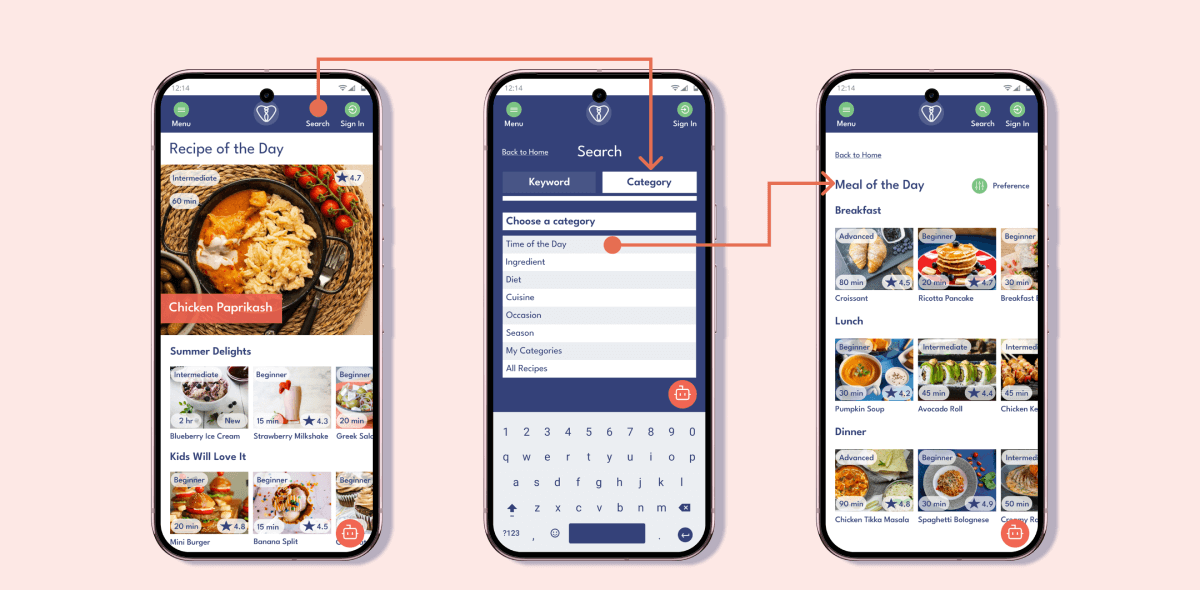 12:14
Menu
Search
Sign In
Recipe of the Day
Intermediate
4.7
60 min
Chicken Paprikash
Summer Delights
Intermediate
2 hr
New
Blueberry Ice Cream
Beginner
15 min
4.3
Strawberry Milkshake
Beginner
20 min
Greek Sala
Kids Will Love It
Beginner
20 min
4.8
Mini Burger
Beginner
15 min
4.5
Banana Split
Beginner
12:14
Menu
Sign In
Back to Home
Search
Keyword
Category
Choose a category
Time of the Day
Ingredient
Diet
Cuisine
Occasion
Season
My Categories
All Recipes
1 2 3 4 5 6 7 8 9 0
q w e r t y u i o p
a s d f g h j k l
z x c v b n m
?123 , .
12:14
Menu
Search
Sign In
Back to Home
Meal of the Day
Preference
Breakfast
Advanced
80 min
4.5
Croissant
Beginner
20 min
4.7
Ricotta Pancake
Beginner
30 min
Breakfast
Lunch
Beginner
30 min
4.2
Pumpkin Soup
Intermediate
45 min
4.4
Avocado Roll
Intermedi
45 min
Chicken Ke
Dinner
Advanced
90 min
4.8
Chicken Tikka Masala
Beginner
30 min
4.9
Spaghetti Bolognese
Intermedi
50 min
Creamy Ro